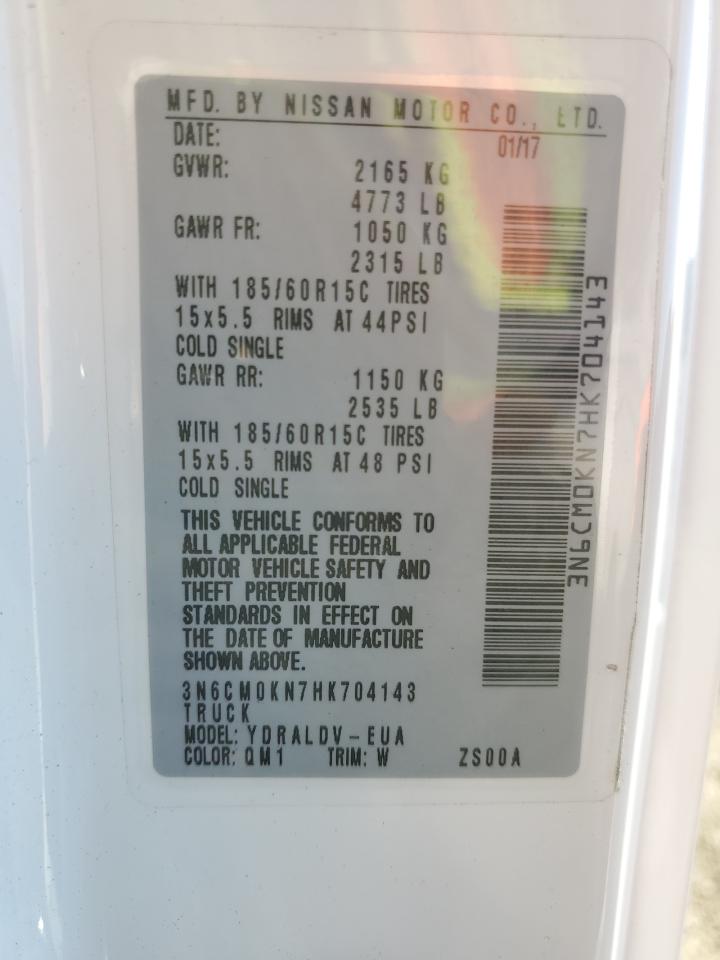 MFD. BY NISSAN MOTOR CO., LTD.
DATE: 01/17
GVWR: 2165 KG
4773 LB
GAWR FR: 1050 KG
2315 LB
WITH 185/60R15C TIRES
15x5.5 RIMS AT 44PSI
COLD SINGLE
GAWR RR: 1150 KG
2535 LB
WITH 185/60R15C TIRES
15x5.5 RIMS AT 48 PSI
COLD SINGLE
THIS VEHICLE CONFORMS TO
ALL APPLICABLE FEDERAL
MOTOR VEHICLE SAFETY AND
THEFT PREVENTION
STANDARDS IN EFFECT ON
THE DATE OF MANUFACTURE
SHOWN ABOVE.
3N6CM0KN7HK704143
TRUCK
MODEL: YDRALDV-EUA
COLOR: QM1 TRIM: W ZS00A
3N6CM0KN7HK704143